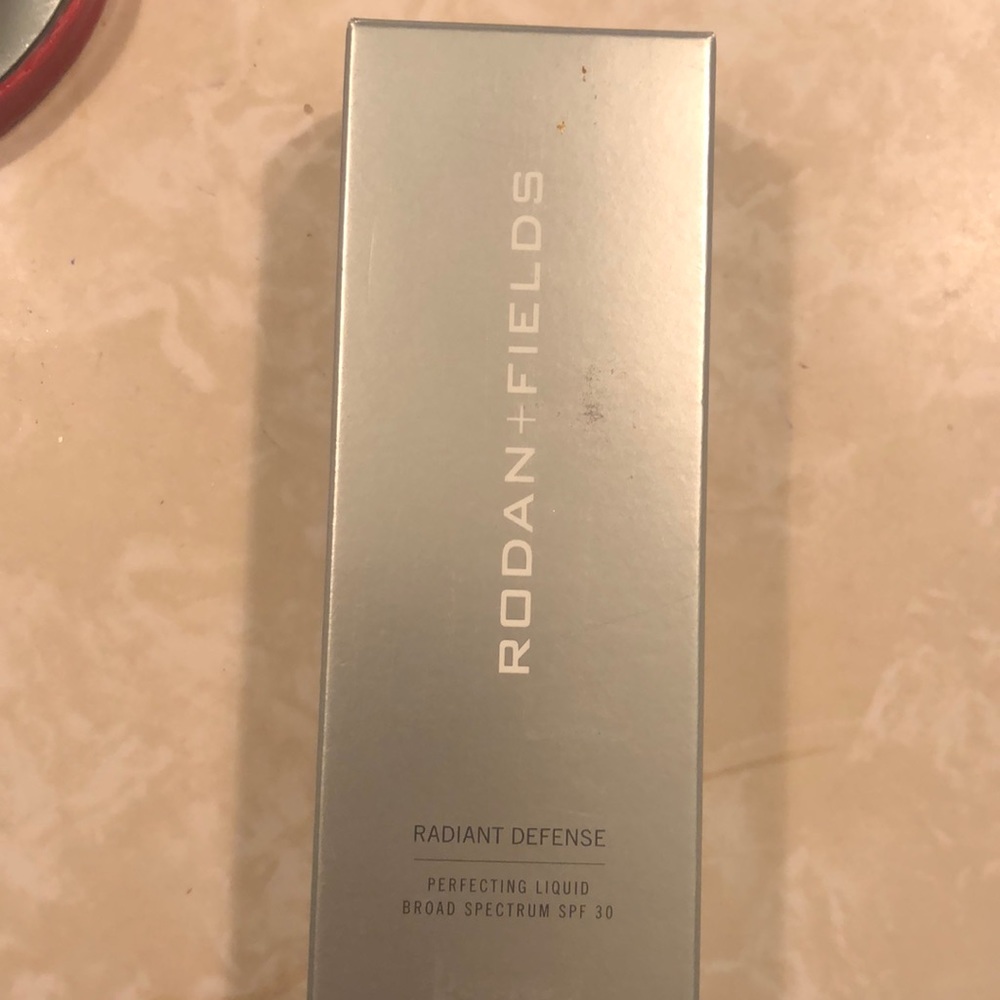 RODAN+FIELDS
RADIANT DEFENSE
PERFECTING LIQUID
BROAD SPECTRUM SPF 30